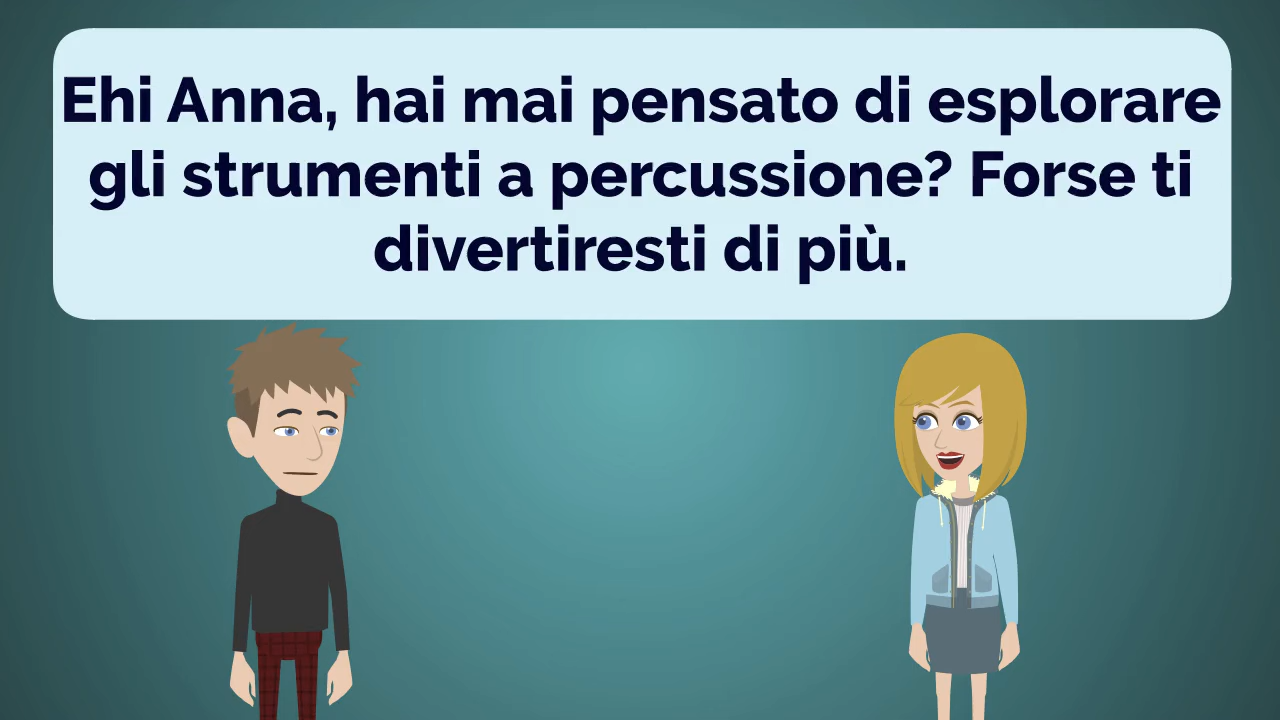 Ehi Anna, hai mai pensato di esplorare
gli strumenti a percussione? Forse ti
divertiresti di più.